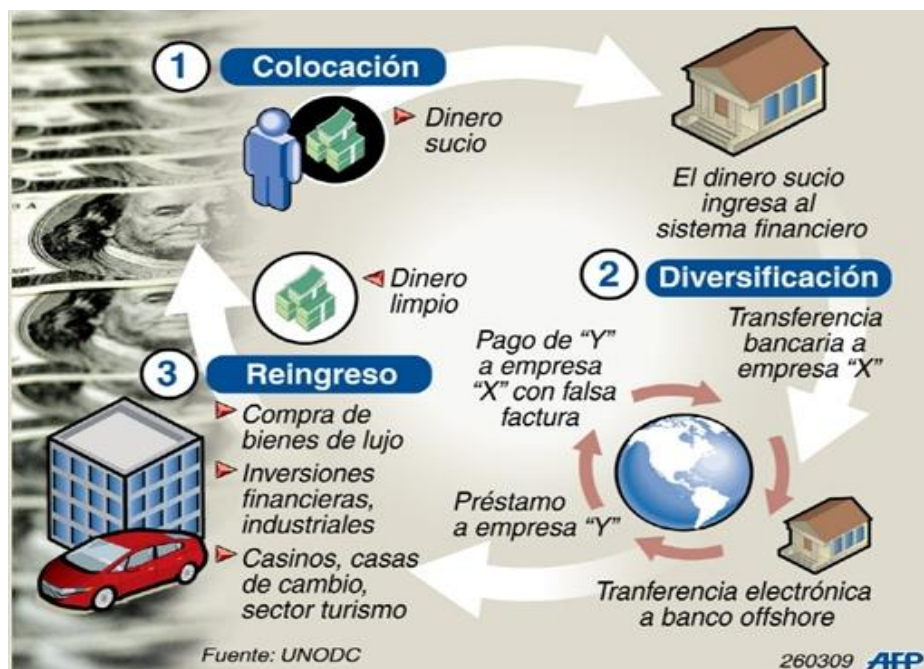 1 Colocación
Dinero
sucio
El dinero sucio
ingresa al
sistema financiero
2 Diversificación
Transferencia
bancaria a
empresa “X”
Tranferencia electrónica
a banco offshore
Préstamo
a empresa “Y”
Pago de “Y”
a empresa
“X” con falsa
factura
3 Reingreso
Compra de
bienes de lujo
Inversiones
financieras,
industriales
Casinos, casas
de cambio,
sector turismo
Dinero
limpio
Fuente: UNODC
260309 AFP